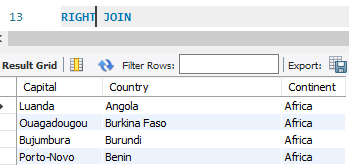 13 RIGHT JOIN
Result Grid Filter Rows: Export:
Capital Country Continent
Luanda Angola Africa
Ouagadougou Burkina Faso Africa
Bujumbura Burundi Africa
Porto-Novo Benin Africa